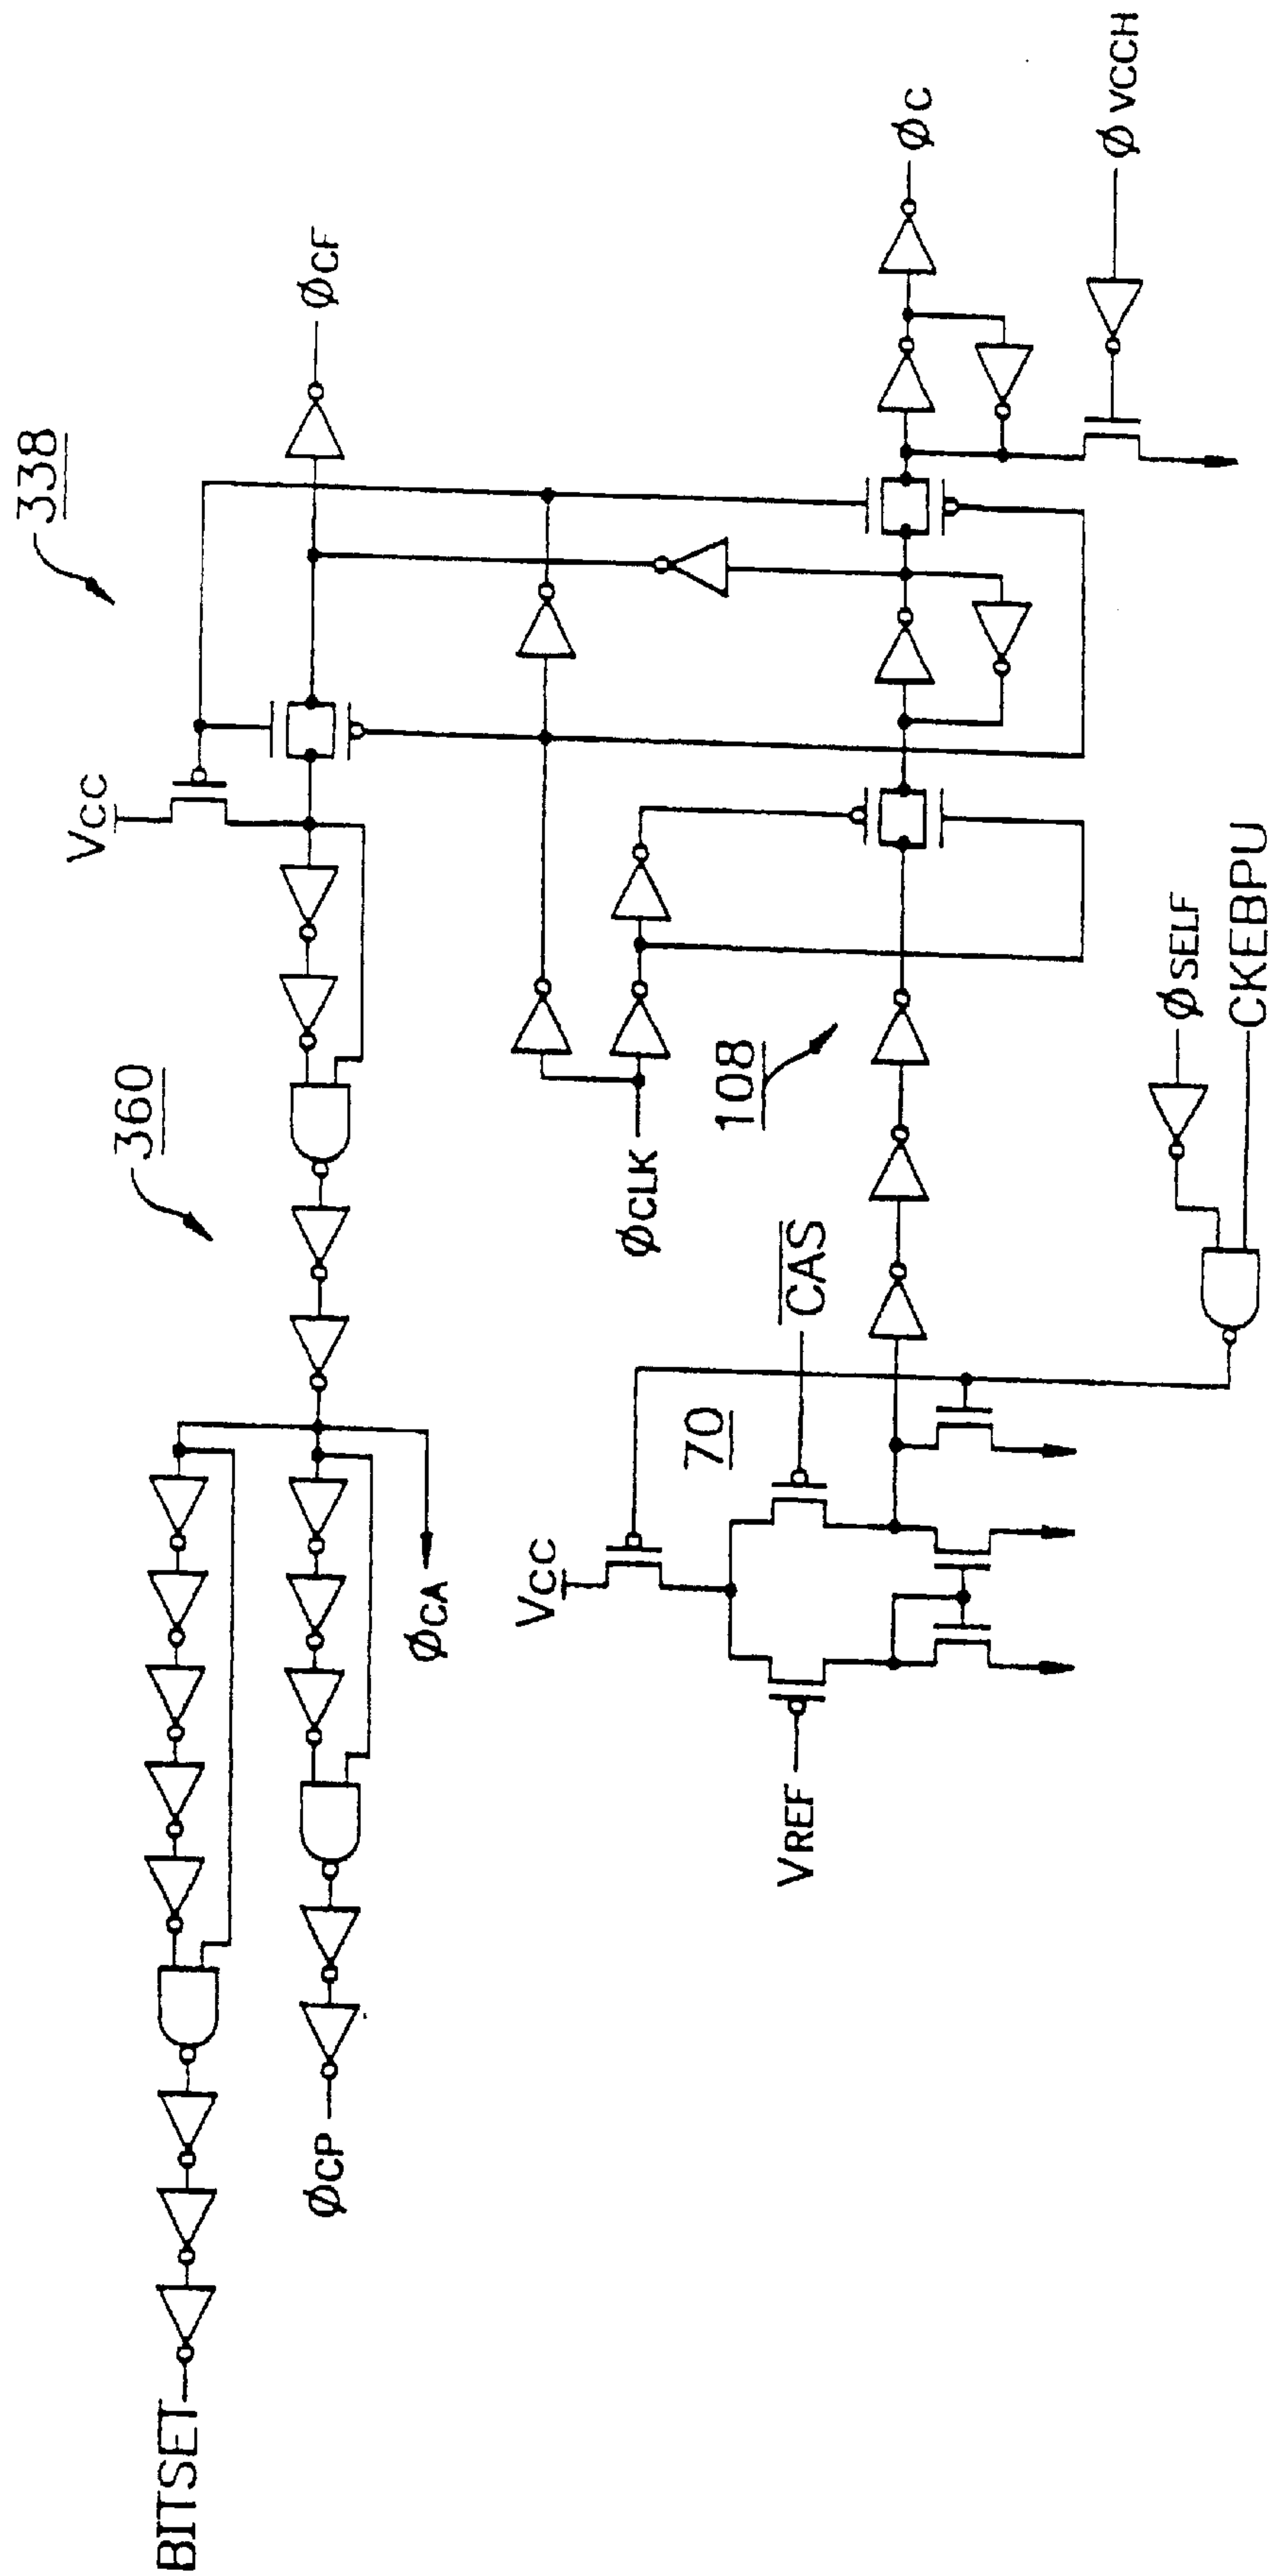 338
360
VCC
øCF
BITSET
øCP
øCA
øCLK
108
øC
øVCCH
VCC
70
CAS
VREF
øSELF
CKEBPU